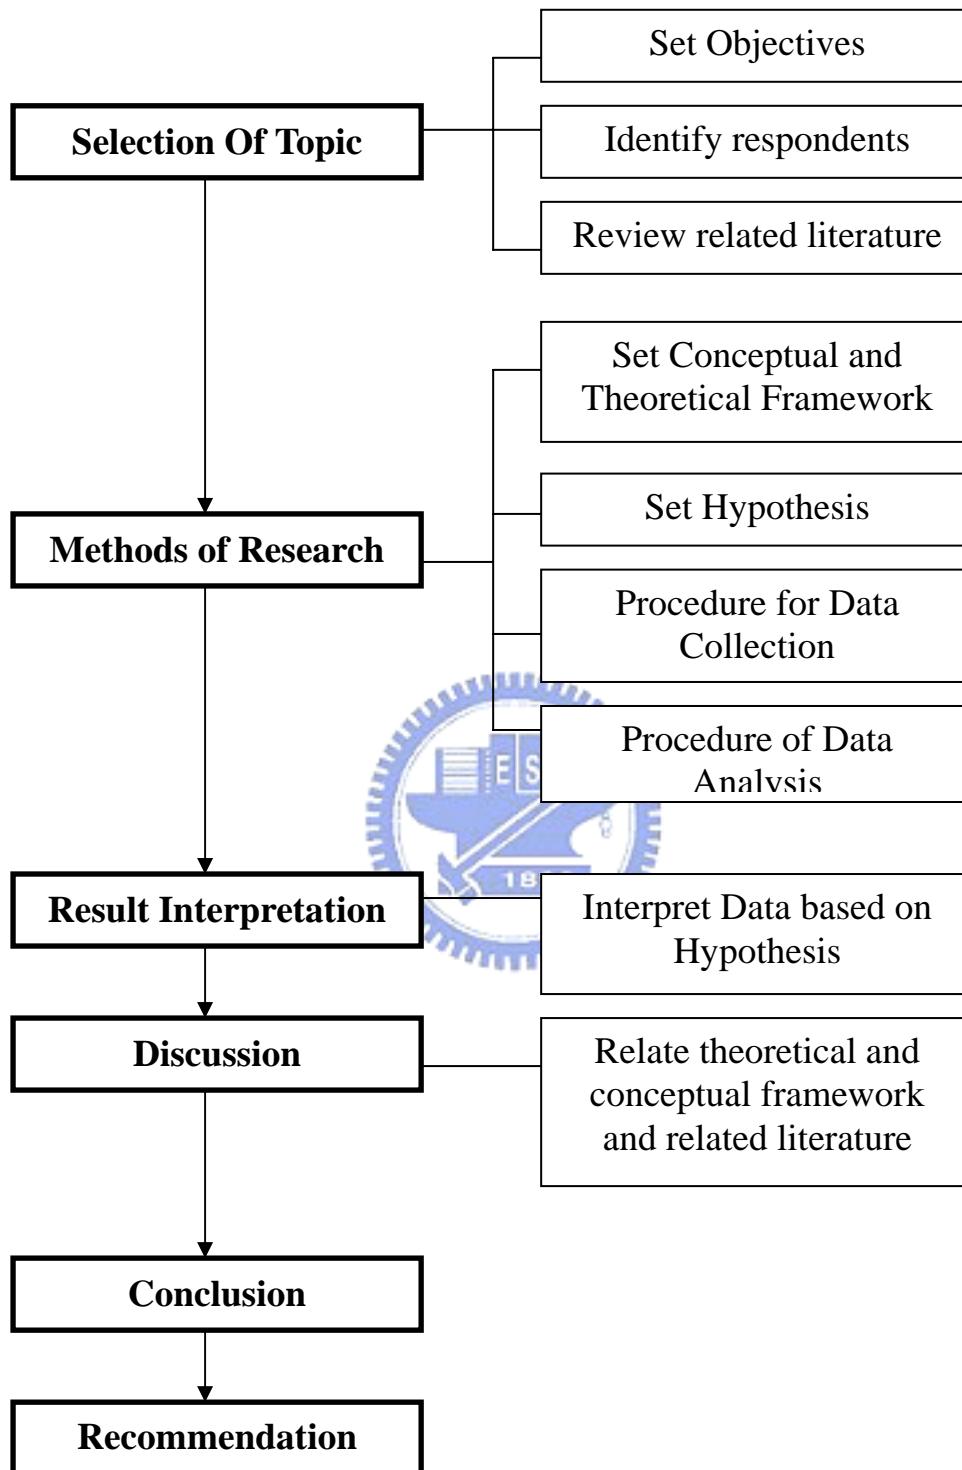 Set Objectives
Selection Of Topic
Identify respondents
Review related literature
Set Conceptual and
Theoretical Framework
Set Hypothesis
Methods of Research
Procedure for Data
Collection
Procedure of Data
Analysis
E S
18
Result Interpretation
Interpret Data based on
Hypothesis
Discussion
Relate theoretical and
conceptual framework
and related literature
Conclusion
Recommendation